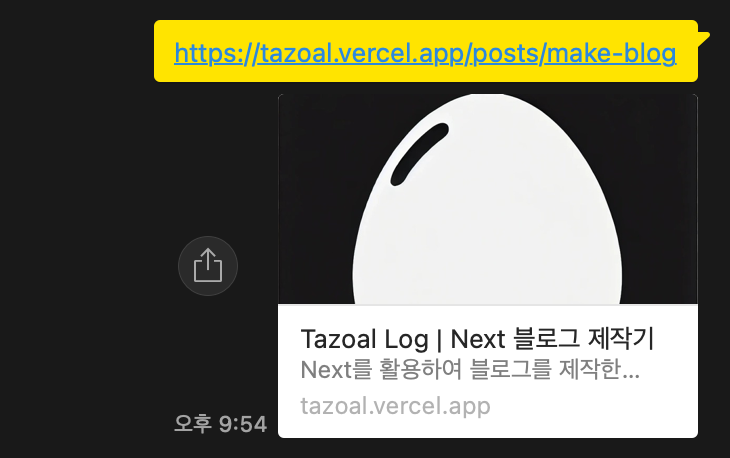 https://tazoal.vercel.app/posts/make-blog
Tazoal Log | Next 블로그 제작기
Next를 활용하여 블로그를 제작한...
tazoal.vercel.app
오후 9:54